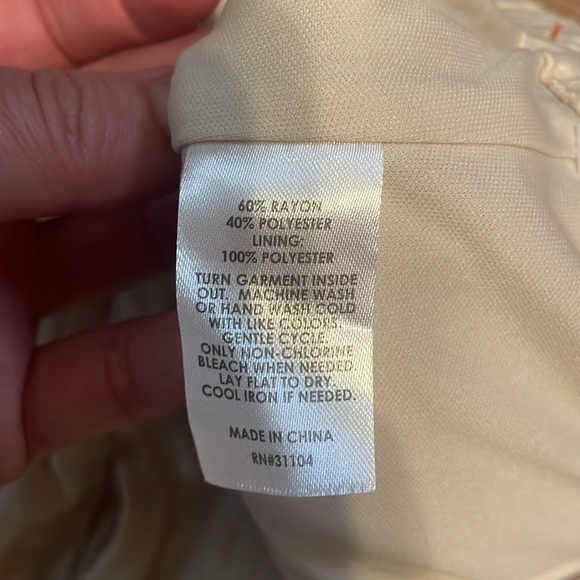 60% RAYON
40% POLYESTER
LINING:
100% POLYESTER
TURN GARMENT INSIDE
OUT. MACHINE WASH
OR HAND WASH COLD
WITH LIKE COLORS.
GENTLE CYCLE.
ONLY NON-CHLORINE
BLEACH WHEN NEEDED.
LAY FLAT TO DRY.
COOL IRON IF NEEDED.
MADE IN CHINA
RN#31104